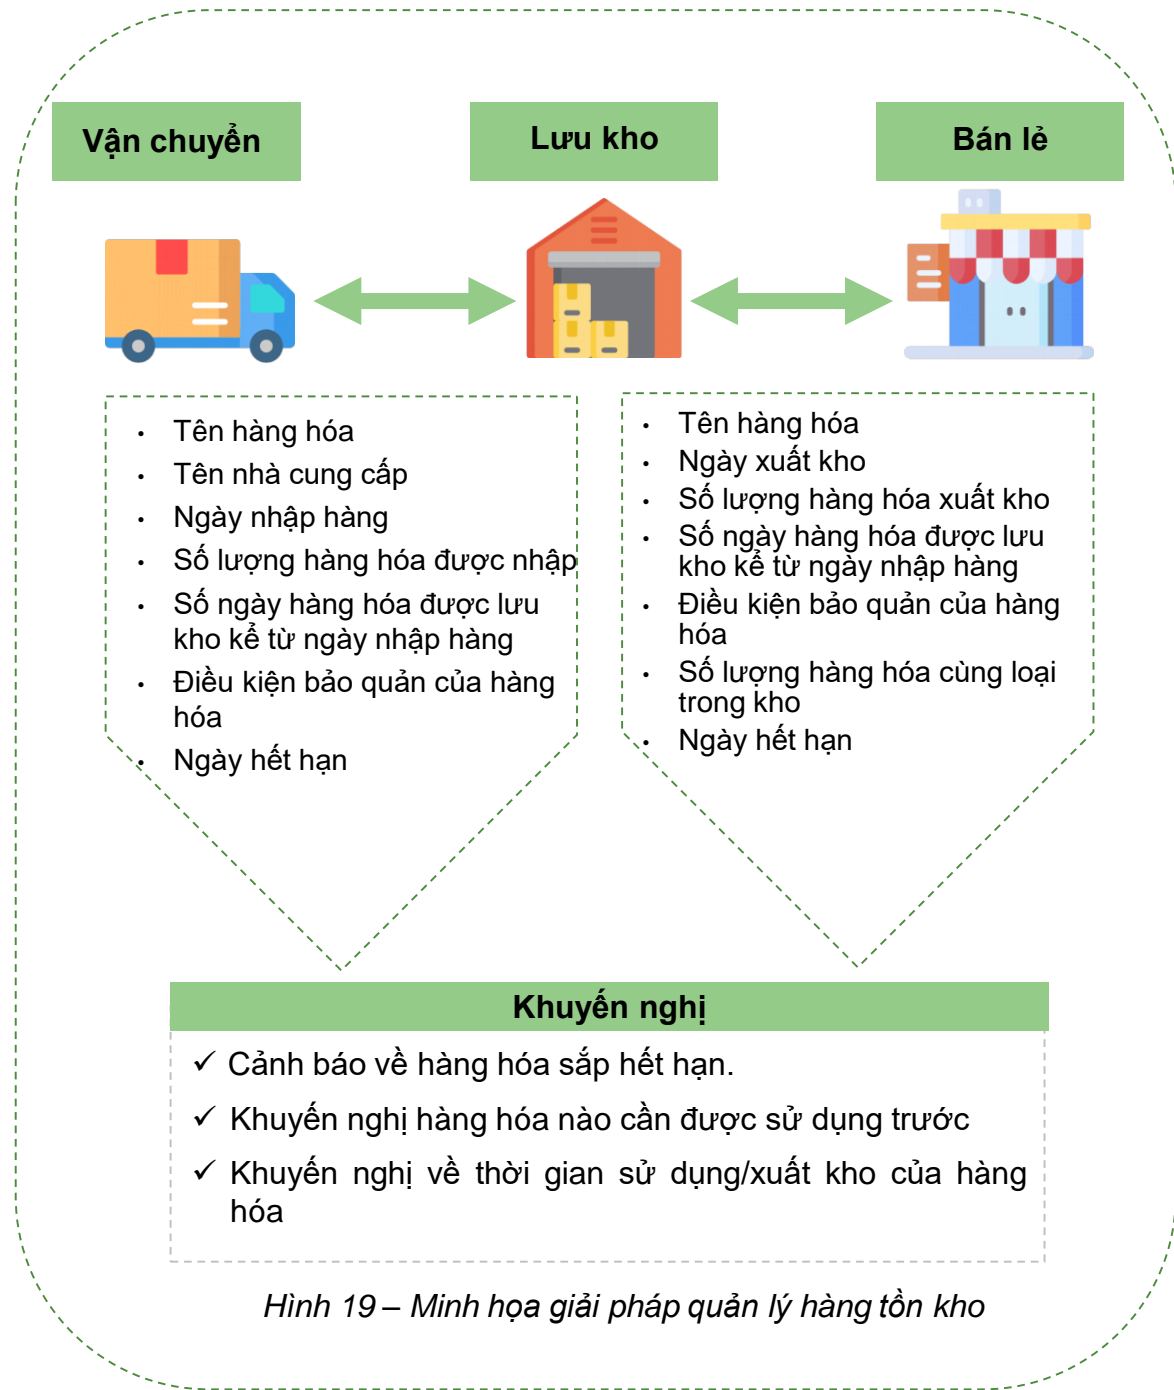 Vận chuyển
Lưu kho
Bán lẻ
• Tên hàng hóa
• Tên nhà cung cấp
• Ngày nhập hàng
• Số lượng hàng hóa được nhập
• Số ngày hàng hóa được lưu
kho kể từ ngày nhập hàng
• Điều kiện bảo quản của hàng
hóa
• Ngày hết hạn
• Tên hàng hóa
• Ngày xuất kho
• Số lượng hàng hóa xuất kho
• Số ngày hàng hóa được lưu
kho kể từ ngày nhập hàng
• Điều kiện bảo quản của hàng
hóa
• Số lượng hàng hóa cùng loại
trong kho
• Ngày hết hạn
Khuyến nghị
✓ Cảnh báo về hàng hóa sắp hết hạn.
✓ Khuyến nghị hàng hóa nào cần được sử dụng trước
✓ Khuyến nghị về thời gian sử dụng/xuất kho của hàng
hóa
Hình 19 – Minh họa giải pháp quản lý hàng tồn kho